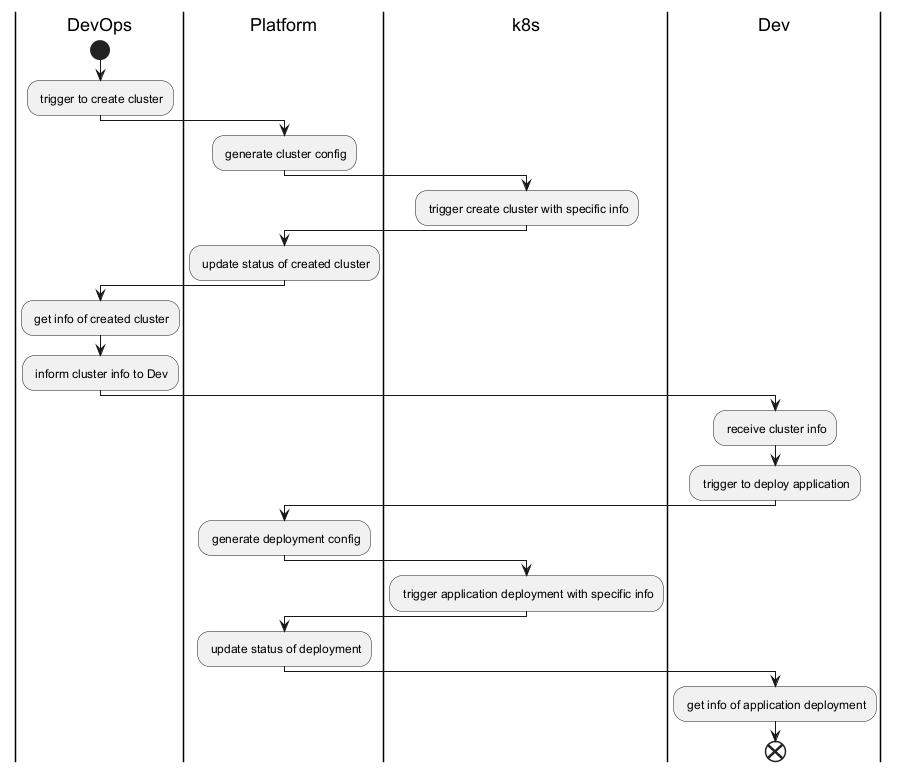 DevOps
Platform
k8s
Dev
trigger to create cluster
generate cluster config
trigger create cluster with specific info
update status of created cluster
get info of created cluster
inform cluster info to Dev
receive cluster info
trigger to deploy application
generate deployment config
trigger application deployment with specific info
update status of deployment
get info of application deployment